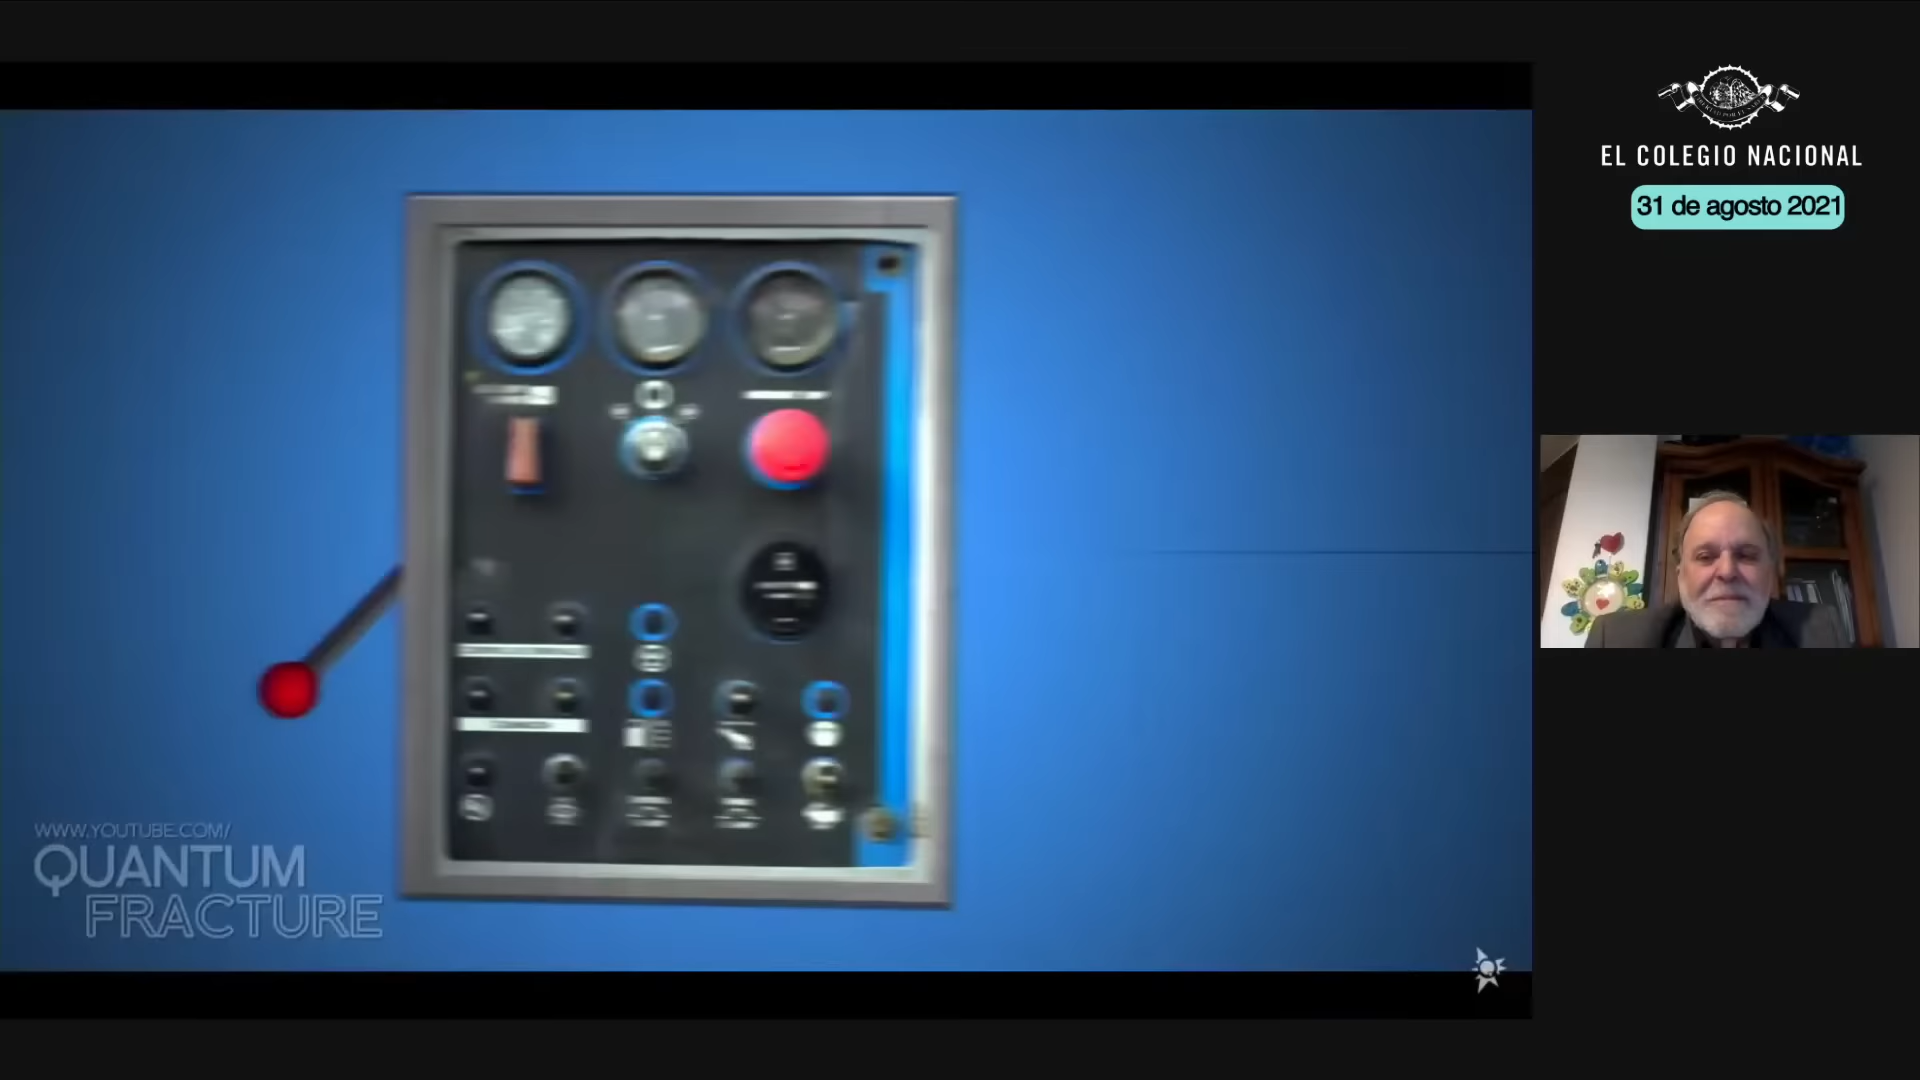 EL COLEGIO NACIONAL
31 de agosto 2021
WWW.YOUTUBE.COM/
QUANTUM
FRACTURE